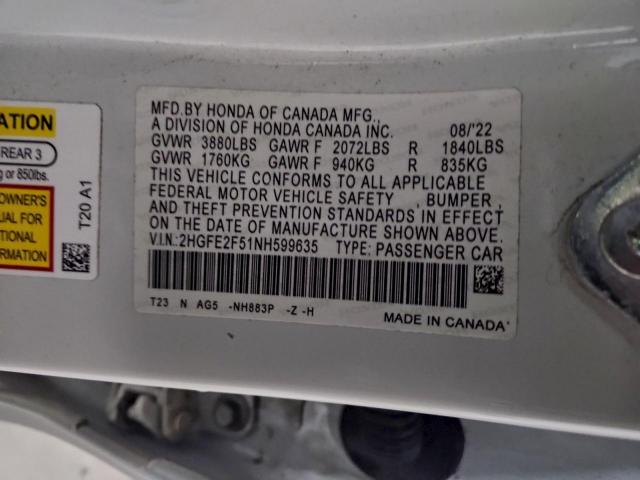 MFD.BY HONDA OF CANADA MFG.,
A DIVISION OF HONDA CANADA INC. 08/'22
GVWR 3880LBS GAWR F 2072LBS R 1840LBS
GVWR 1760KG GAWR F 940KG R 835KG
THIS VEHICLE CONFORMS TO ALL APPLICABLE
FEDERAL MOTOR VEHICLE SAFETY , BUMPER ,
AND THEFT PREVENTION STANDARDS IN EFFECT
ON THE DATE OF MANUFACTURE SHOWN ABOVE.
V.I.N.:2HGFE2F51NH599635 TYPE: PASSENGER CAR
T23 N AG5 -NH883P -Z -H
MADE IN CANADA
ATION
REAR 3
g or 850lbs.
OWNER'S
UAL FOR
TIONAL
RMATION
T20 A1